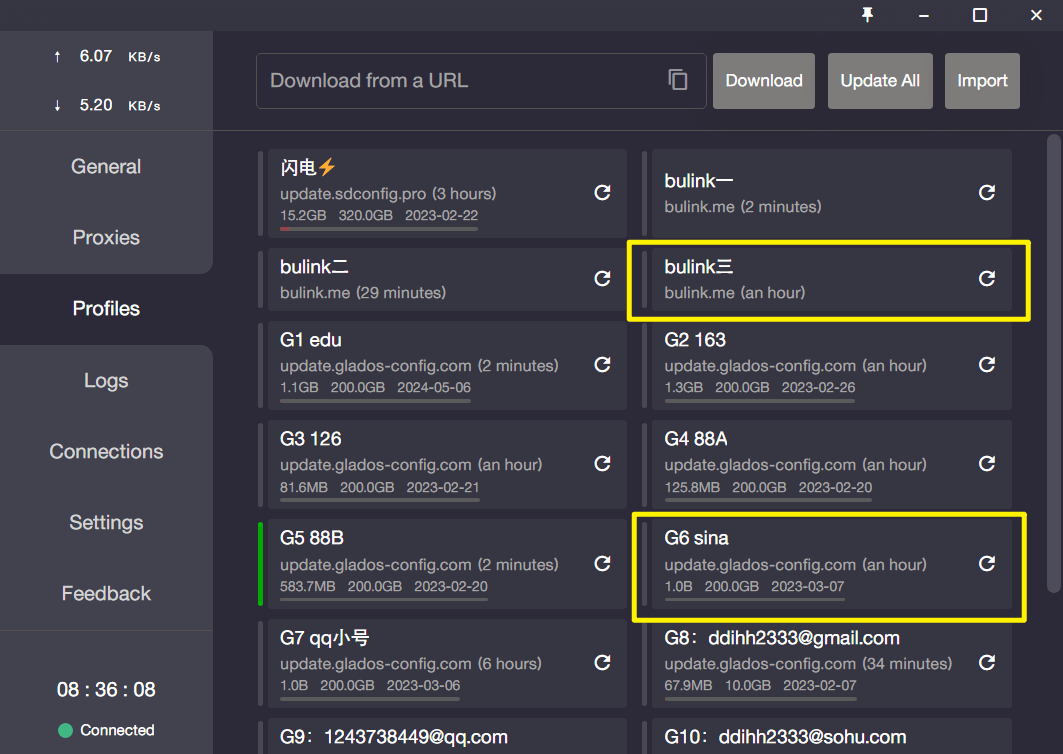 ↑ 6.07 KB/s
↓ 5.20 KB/s
General
Proxies
Profiles
Logs
Connections
Settings
Feedback
08 : 36 : 08
Connected
Download from a URL
Download
Update All
Import
闪电⚡
update.sdconfig.pro (3 hours)
15.2GB 320.0GB 2023-02-22
bulink一
bulink.me (2 minutes)
bulink二
bulink.me (29 minutes)
bulink三
bulink.me (an hour)
G1 edu
update.glados-config.com (2 minutes)
1.1GB 200.0GB 2024-05-06
G2 163
update.glados-config.com (an hour)
1.3GB 200.0GB 2023-02-26
G3 126
update.glados-config.com (an hour)
81.6MB 200.0GB 2023-02-21
G4 88A
update.glados-config.com (an hour)
125.8MB 200.0GB 2023-02-20
G5 88B
update.glados-config.com (2 minutes)
583.7MB 200.0GB 2023-02-20
G6 sina
update.glados-config.com (an hour)
1.0B 200.0GB 2023-03-07
G7 qq小号
update.glados-config.com (6 hours)
1.0B 200.0GB 2023-03-06
G8：ddihh2333@gmail.com
update.glados-config.com (34 minutes)
67.9MB 10.0GB 2023-02-07
G9：1243738449@qq.com
G10：ddihh2333@sohu.com